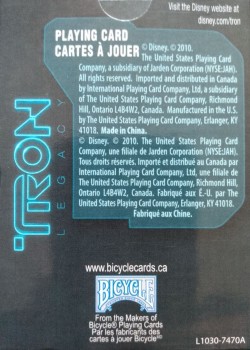 Visit the Disney website at
disney.com/tron
PLAYING CARD
CARTES À JOUER
© Disney. © 2010.
The United States Playing Card
Company, a subsidiary of Jarden Corporation (NYSE:JAH).
All rights reserved. Imported and distributed in Canada
by International Playing Card Company, Ltd, a subsidiary
of The United States Playing Card Company, Richmond
Hill, Ontario L4B4W2, Canada. Fabricated in U.S.A. by
The United States Playing Card Company, Erlanger, KY
41018. Made in China.
© Disney. © 2010. The United States Playing Card
Company, une filiale de Jarden Corporation (NYSE:JAH).
Tous droits réservés. Importé et distribué au Canada par
International Playing Card Company, Ltd, une filiale de
The United States Playing Card Company, Richmond Hill,
Ontario L4B4W2, Canada. Fabriqué aux É.-U. par The
United States Playing Card Company, Erlanger, KY 41018.
Fabriqué aux Chine.
TRON
LEGACY
www.bicyclecards.ca
BICYCLE
From the Makers of
Bicycle® Playing Cards
Par les fabricants des
cartes à jouer Bicycle
L1030-7470A